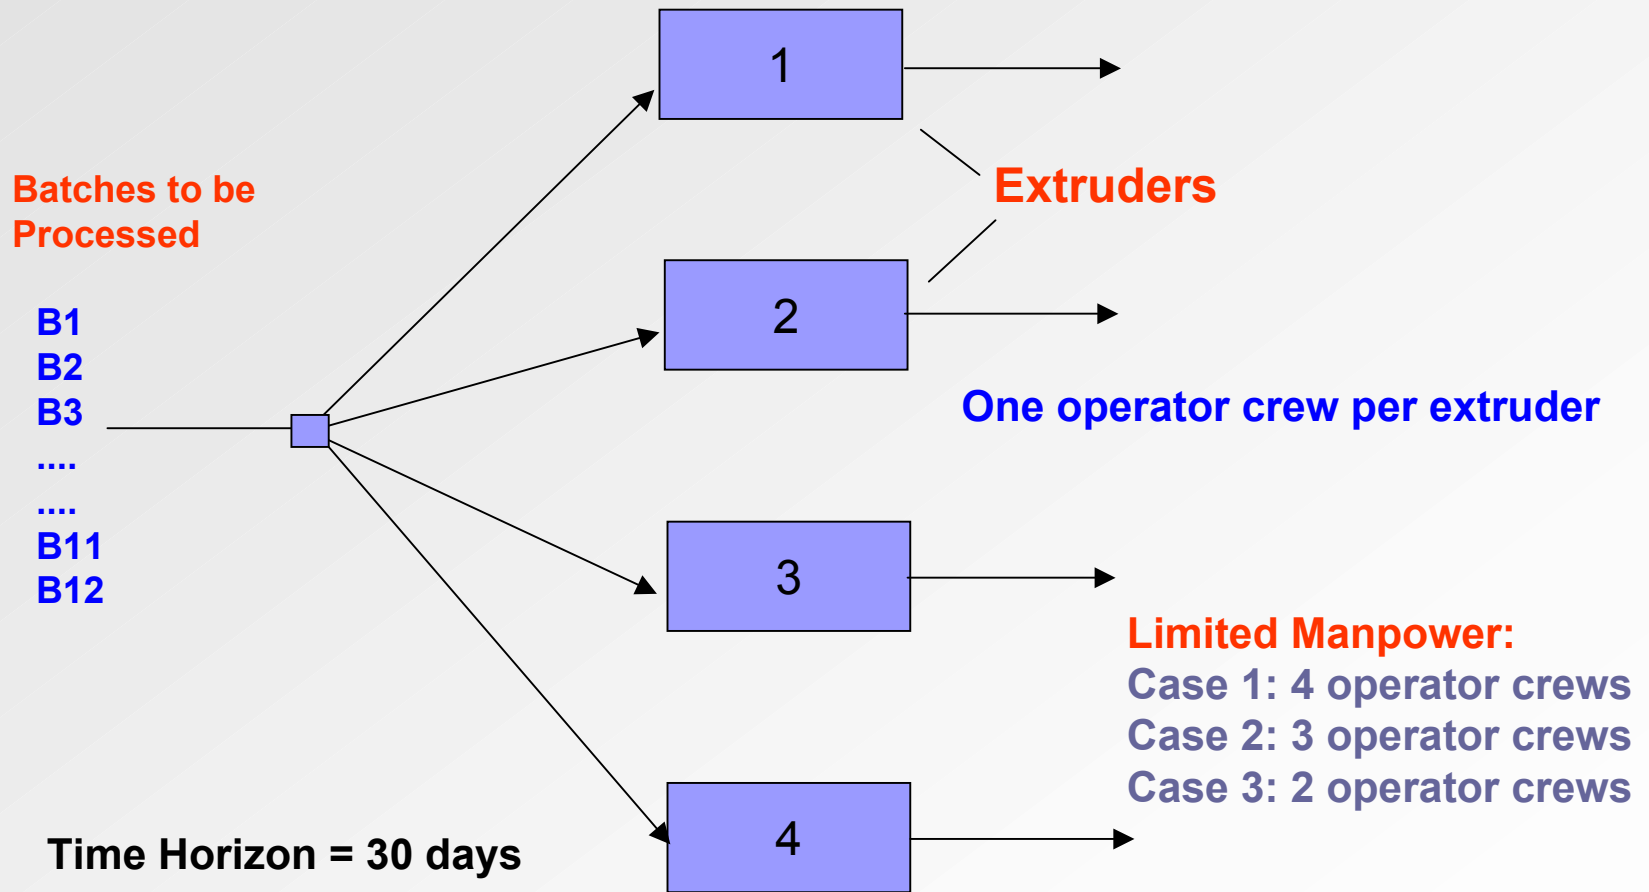 1
Batches to be
Processed
Extruders
B1
B2
B3
....
....
B11
B12
2
One operator crew per extruder
3
Limited Manpower:
Case 1: 4 operator crews
Case 2: 3 operator crews
Case 3: 2 operator crews
4
Time Horizon = 30 days